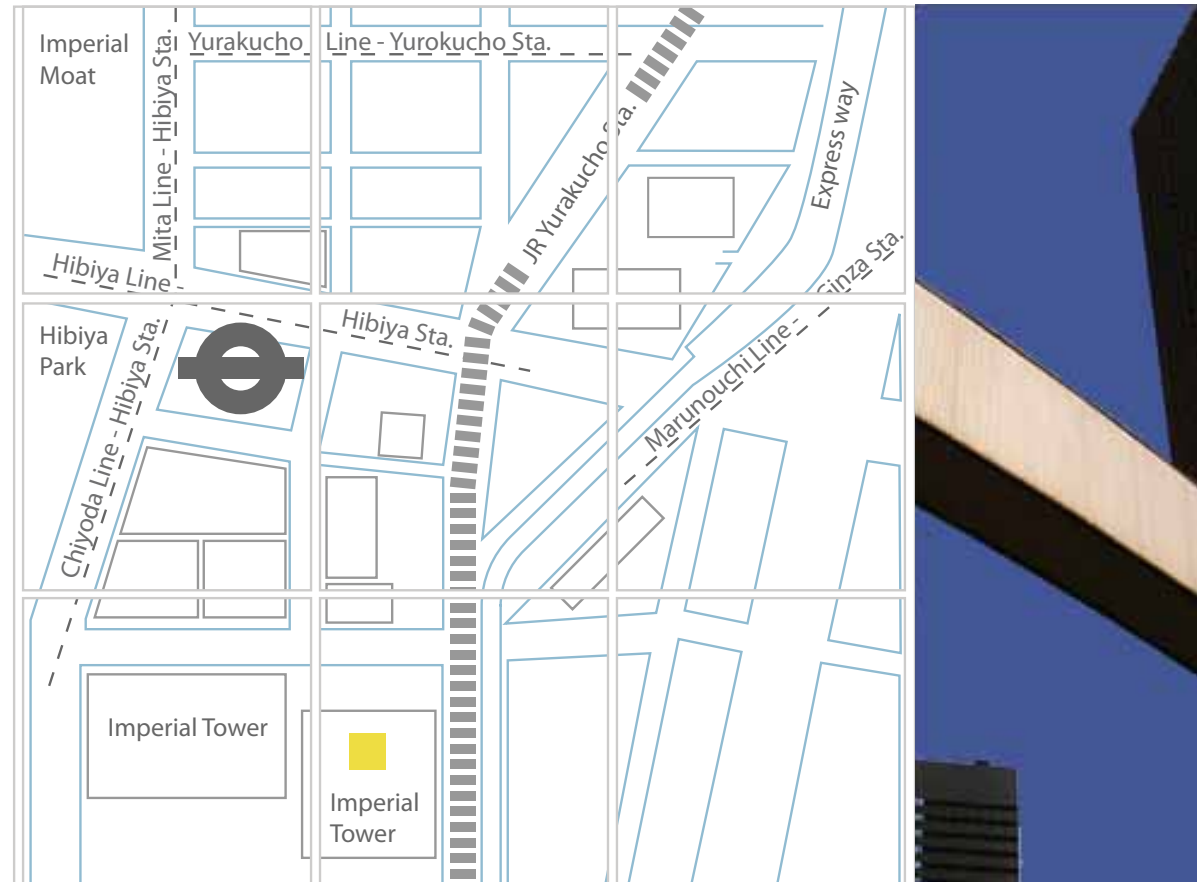 Imperial
Moat
Mita Line - Hibiya Sta.
Yurakucho Line - Yurokucho Sta.
JR Yurakucho Sta.
Express way
Hibiya Line -
Hibiya Sta.
Marunouchi Line - Ginza Sta.
Hibiya
Park
Chiyoda Line - Hibiya Sta.
Imperial Tower
Imperial
Tower